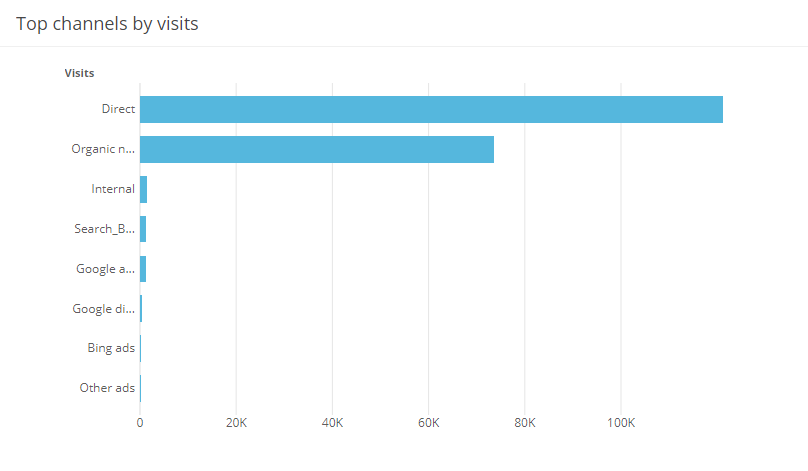 Top channels by visits
Visits
Direct
Organic n...
Internal
Search_B...
Google a...
Google di...
Bing ads
Other ads
0 20K 40K 60K 80K 100K